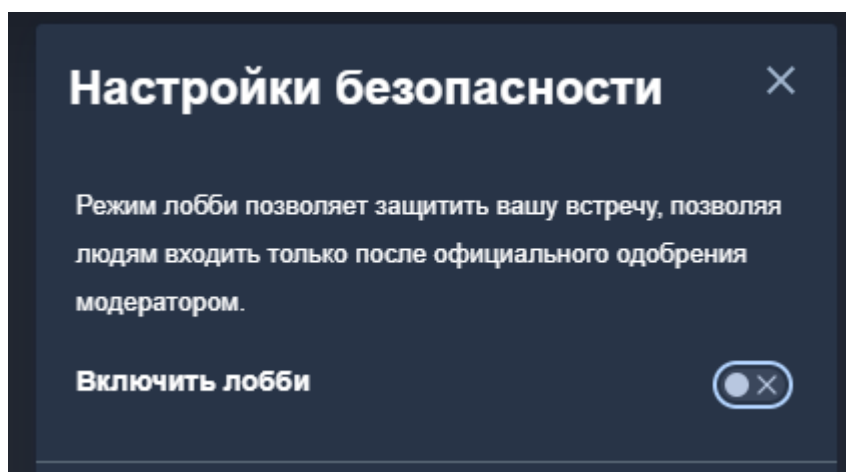 Настройки безопасности
Режим лобби позволяет защитить вашу встречу, позволяя
людям входить только после официального одобрения
модератором.
Включить лобби